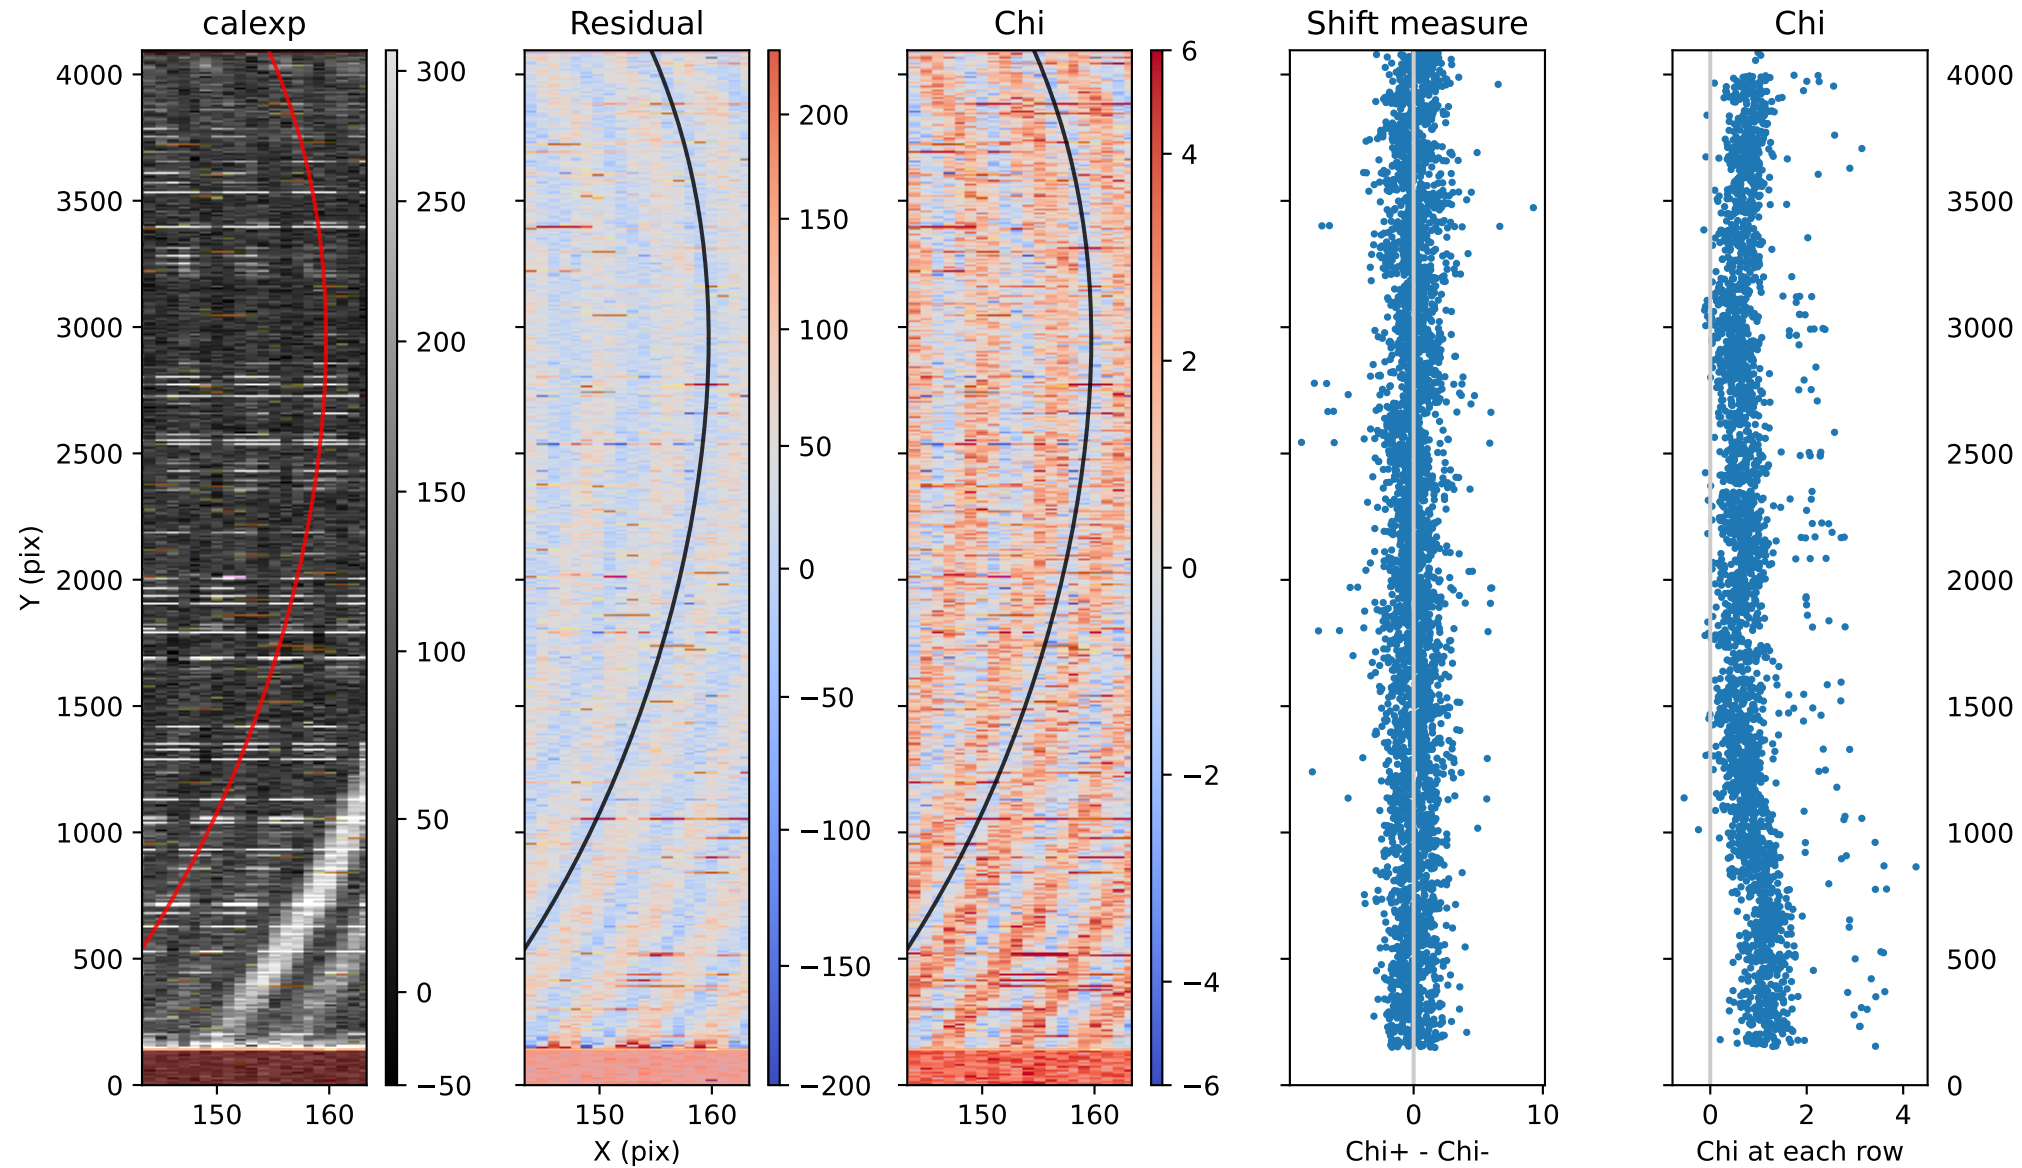 calexp Residual Chi Shift measure Chi
4000 300 200 6 4000
3500 250 150 4 3500
3000 200 100 2 3000
2500 150 50 0 2500
2000 100 0 −2 2000
1500 50 −50 −4 1500
1000 0 −100 −6 1000
500 −50 −150 500
0 −200 0
Y (pix)
150 160 150 160 150 160 0 10 0 2 4
X (pix) Chi+ - Chi- Chi at each row